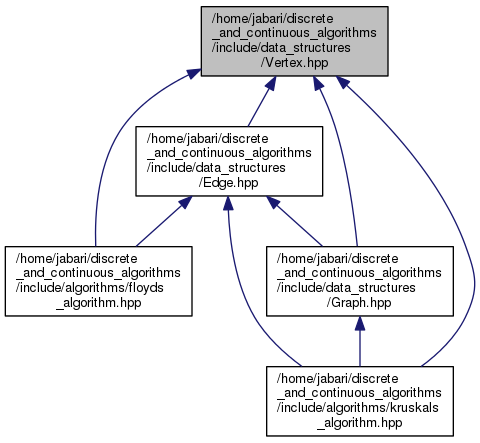 /home/jabari/discrete
_and_continuous_algorithms
/include/data_structures
/Vertex.hpp
/home/jabari/discrete
_and_continuous_algorithms
/include/data_structures
/Edge.hpp
/home/jabari/discrete
_and_continuous_algorithms
/include/algorithms/floyds
_algorithm.hpp
/home/jabari/discrete
_and_continuous_algorithms
/include/data_structures
/Graph.hpp
/home/jabari/discrete
_and_continuous_algorithms
/include/algorithms/kruskals
_algorithm.hpp